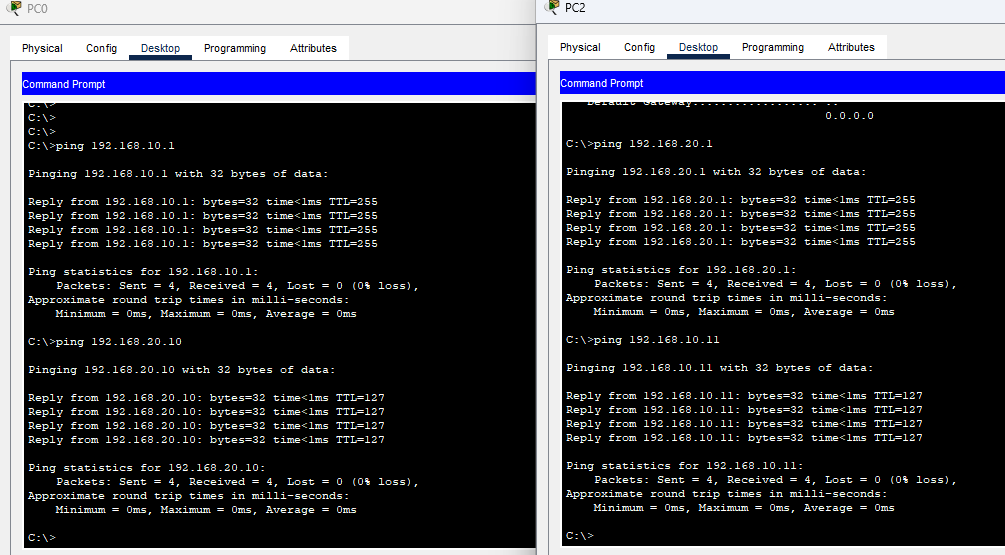 PC0
Physical Config Desktop Programming Attributes
Command Prompt
C:\>
C:\>
C:\>
C:\>ping 192.168.10.1
Pinging 192.168.10.1 with 32 bytes of data:
Reply from 192.168.10.1: bytes=32 time<1ms TTL=255
Reply from 192.168.10.1: bytes=32 time<1ms TTL=255
Reply from 192.168.10.1: bytes=32 time<1ms TTL=255
Reply from 192.168.10.1: bytes=32 time<1ms TTL=255
Ping statistics for 192.168.10.1:
Packets: Sent = 4, Received = 4, Lost = 0 (0% loss),
Approximate round trip times in milli-seconds:
Minimum = 0ms, Maximum = 0ms, Average = 0ms
C:\>ping 192.168.20.10
Pinging 192.168.20.10 with 32 bytes of data:
Reply from 192.168.20.10: bytes=32 time<1ms TTL=127
Reply from 192.168.20.10: bytes=32 time<1ms TTL=127
Reply from 192.168.20.10: bytes=32 time<1ms TTL=127
Reply from 192.168.20.10: bytes=32 time<1ms TTL=127
Ping statistics for 192.168.20.10:
Packets: Sent = 4, Received = 4, Lost = 0 (0% loss),
Approximate round trip times in milli-seconds:
Minimum = 0ms, Maximum = 0ms, Average = 0ms
C:\>
PC2
Physical Config Desktop Programming Attributes
Command Prompt
Default Gateway.................. ..
0.0.0.0
C:\>ping 192.168.20.1
Pinging 192.168.20.1 with 32 bytes of data:
Reply from 192.168.20.1: bytes=32 time<1ms TTL=255
Reply from 192.168.20.1: bytes=32 time<1ms TTL=255
Reply from 192.168.20.1: bytes=32 time<1ms TTL=255
Reply from 192.168.20.1: bytes=32 time<1ms TTL=255
Ping statistics for 192.168.20.1:
Packets: Sent = 4, Received = 4, Lost = 0 (0% loss),
Approximate round trip times in milli-seconds:
Minimum = 0ms, Maximum = 0ms, Average = 0ms
C:\>ping 192.168.10.11
Pinging 192.168.10.11 with 32 bytes of data:
Reply from 192.168.10.11: bytes=32 time<1ms TTL=127
Reply from 192.168.10.11: bytes=32 time<1ms TTL=127
Reply from 192.168.10.11: bytes=32 time<1ms TTL=127
Reply from 192.168.10.11: bytes=32 time<1ms TTL=127
Ping statistics for 192.168.10.11:
Packets: Sent = 4, Received = 4, Lost = 0 (0% loss),
Approximate round trip times in milli-seconds:
Minimum = 0ms, Maximum = 0ms, Average = 0ms
C:\>